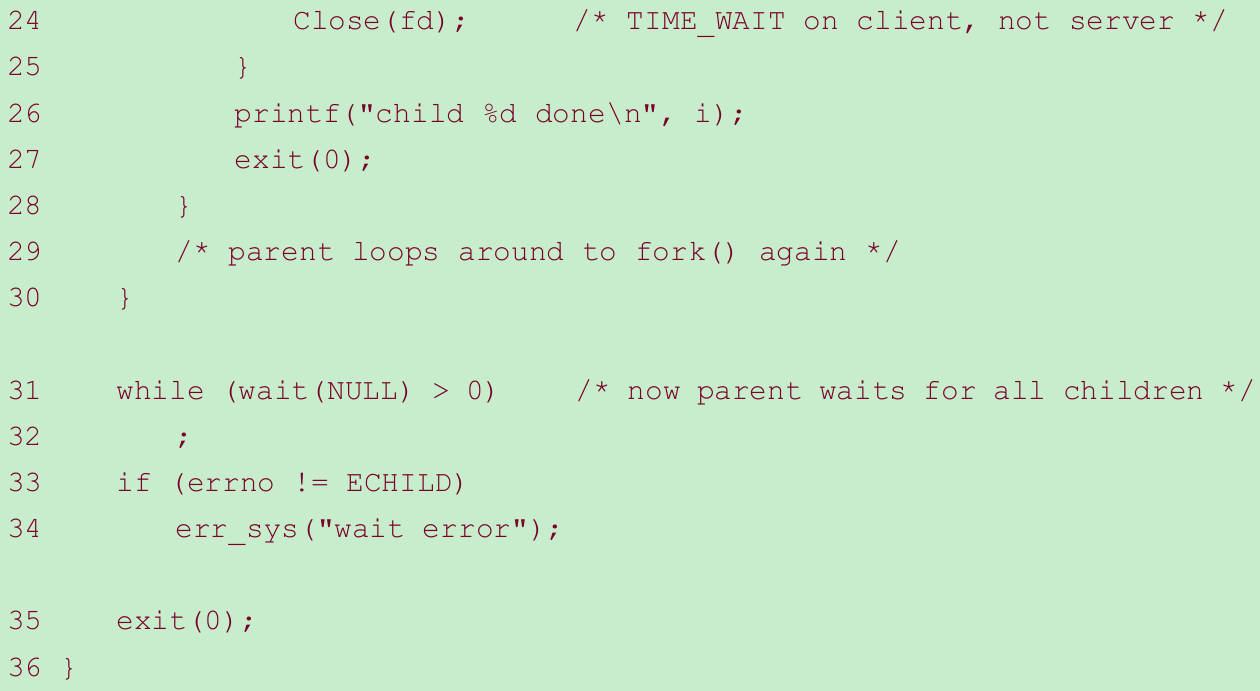 24             Close(fd);      /* TIME_WAIT on client, not server */
25         }
26         printf("child %d done\n", i);
27         exit(0);
28     }
29     /* parent loops around to fork() again */
30   }
31   while (wait(NULL) > 0)     /* now parent waits for all children */
32       ;
33   if (errno != ECHILD)
34       err_sys("wait error");
35   exit(0);
36 }